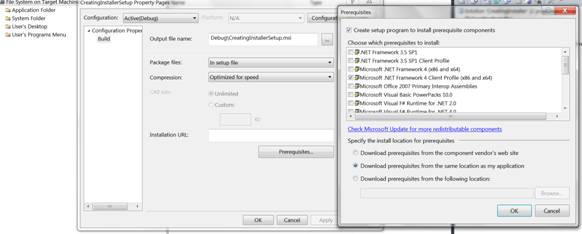 File System on Target Machine
Application Folder
System Folder
User's Desktop
User's Programs Menu
CreatingInstallerSetup Property Pages
Configuration: Active(Debug) Platform: N/A
Configuration Properties
Build
Output file name: Debug\CreatingInstallerSetup.msi ...
Package files: In setup file
Compression: Optimized for speed
CAB size: Unlimited
Custom:
Kb
Installation URL:
Prerequisites...
OK Cancel Apply
Prerequisites
Create setup program to install prerequisite components
Choose which prerequisites to install:
.NET Framework 3.5 SP1
.NET Framework 3.5 SP1 Client Profile
Microsoft .NET Framework 4 (x86 and x64)
Microsoft .NET Framework 4 Client Profile (x86 and x64)
Microsoft Office 2007 Primary Interop Assemblies
Microsoft Visual Basic PowerPacks 10.0
Microsoft Visual F# Runtime for .NET 2.0
Microsoft Visual F# Runtime for .NET 4.0
Check Microsoft Update for more redistributable components
Specify the install location for prerequisites
Download prerequisites from the component vendor's web site
Download prerequisites from the same location as my application
Download prerequisites from the following location:
Browse...
OK Cancel